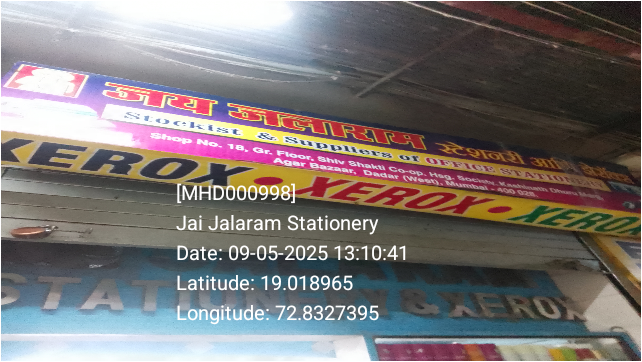 जय जलाराम स्टेशनरी आणि
Stockist & Suppliers of OFFICE STATIONERY
Shop No. 18, Gr. Floor, Shiv Shakti Co-op. Hsg. Society, Kashinath Dhuru
Agar Bazaar, Dadar (West), Mumbai - 400 028.
XEROX • XEROX • XEROX
[MHD000998]
Jai Jalaram Stationery
Date: 09-05-2025 13:10:41
Latitude: 19.018965
Longitude: 72.8327395
STATIONERY & XEROX